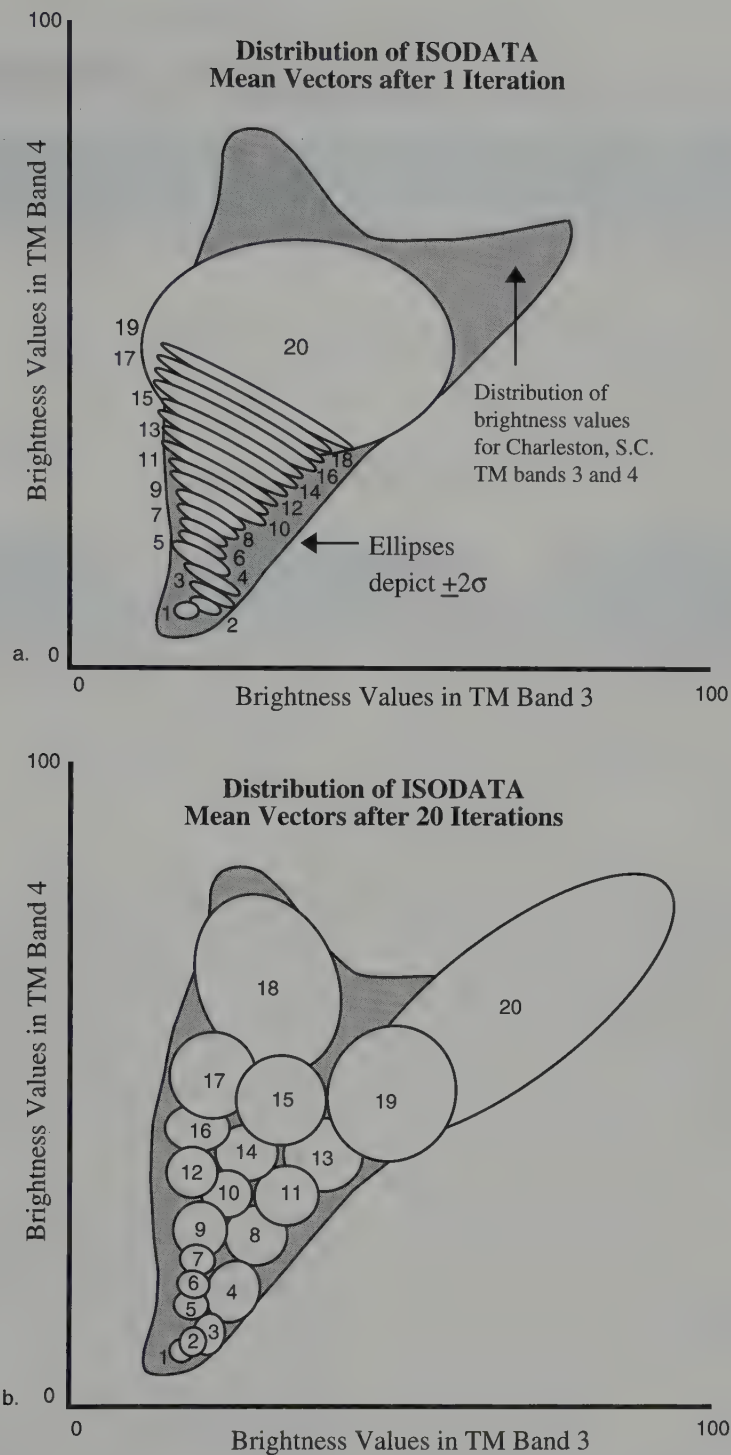 100
Distribution of ISODATA
Mean Vectors after 1 Iteration
Brightness Values in TM Band 4
19
17
20
15
13
11
9
7
5
3
1
18
16
14
12
10
8
6
4
2
Distribution of
brightness values
for Charleston, S.C.
TM bands 3 and 4
Ellipses
depict ±2σ
a. 0
0
Brightness Values in TM Band 3
100
100
Distribution of ISODATA
Mean Vectors after 20 Iterations
Brightness Values in TM Band 4
18
20
17
15
19
16
14
13
12
10
11
9
8
7
6
5
4
3
2
1
b. 0
0
Brightness Values in TM Band 3
100